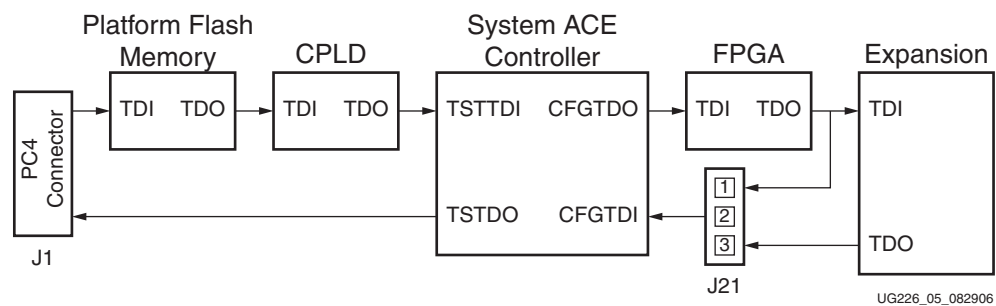 Platform Flash
Memory
CPLD
System ACE
Controller
FPGA
Expansion
PC4
Connector
J1
TDI TDO
TDI TDO
TSTTDI CFGTDO
TSTDO CFGTDI
TDI TDO
TDI
TDO
1
2
3
J21
UG226_05_082906